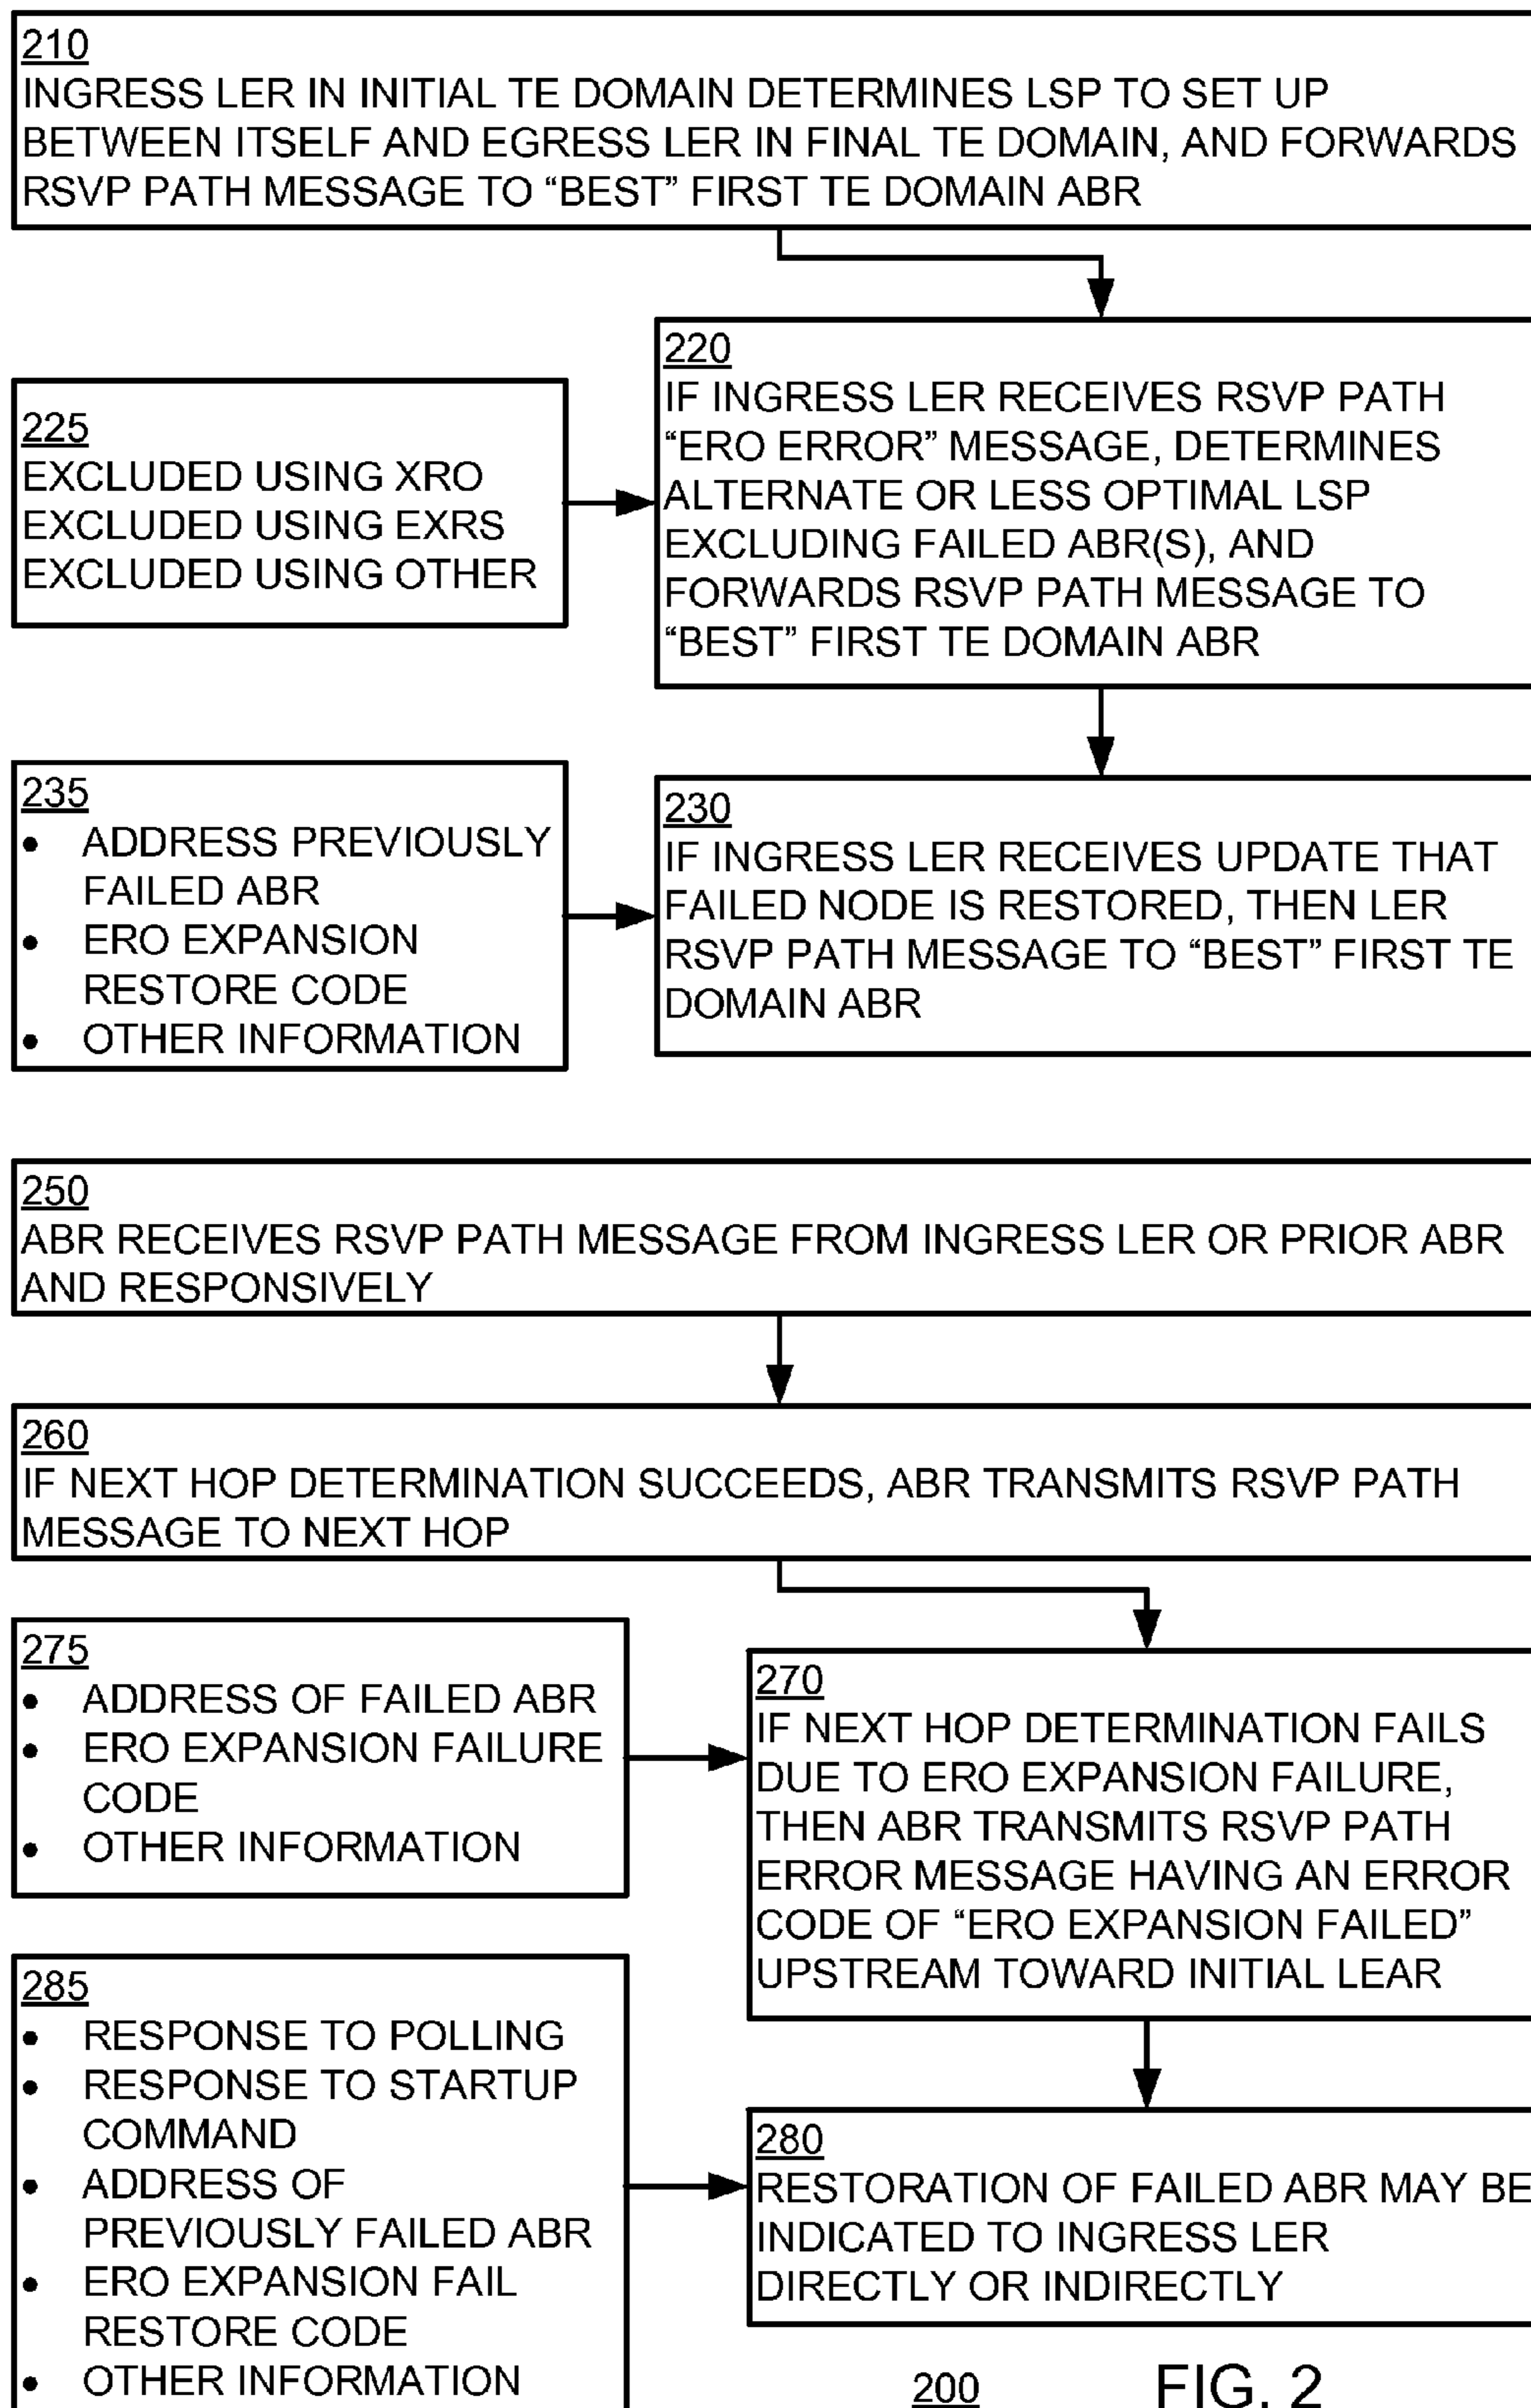 210
INGRESS LER IN INITIAL TE DOMAIN DETERMINES LSP TO SET UP
BETWEEN ITSELF AND EGRESS LER IN FINAL TE DOMAIN, AND FORWARDS
RSVP PATH MESSAGE TO “BEST” FIRST TE DOMAIN ABR
220
IF INGRESS LER RECEIVES RSVP PATH
“ERO ERROR” MESSAGE, DETERMINES
ALTERNATE OR LESS OPTIMAL LSP
EXCLUDING FAILED ABR(S), AND
FORWARDS RSVP PATH MESSAGE TO
“BEST” FIRST TE DOMAIN ABR
225
EXCLUDED USING XRO
EXCLUDED USING EXRS
EXCLUDED USING OTHER
235
• ADDRESS PREVIOUSLY
FAILED ABR
• ERO EXPANSION
RESTORE CODE
• OTHER INFORMATION
230
IF INGRESS LER RECEIVES UPDATE THAT
FAILED NODE IS RESTORED, THEN LER
RSVP PATH MESSAGE TO “BEST” FIRST TE
DOMAIN ABR
250
ABR RECEIVES RSVP PATH MESSAGE FROM INGRESS LER OR PRIOR ABR
AND RESPONSIVELY
260
IF NEXT HOP DETERMINATION SUCCEEDS, ABR TRANSMITS RSVP PATH
MESSAGE TO NEXT HOP
275
• ADDRESS OF FAILED ABR
• ERO EXPANSION FAILURE
CODE
• OTHER INFORMATION
270
IF NEXT HOP DETERMINATION FAILS
DUE TO ERO EXPANSION FAILURE,
THEN ABR TRANSMITS RSVP PATH
ERROR MESSAGE HAVING AN ERROR
CODE OF “ERO EXPANSION FAILED”
UPSTREAM TOWARD INITIAL LEAR
285
• RESPONSE TO POLLING
• RESPONSE TO STARTUP
COMMAND
• ADDRESS OF
PREVIOUSLY FAILED ABR
• ERO EXPANSION FAIL
RESTORE CODE
• OTHER INFORMATION
280
RESTORATION OF FAILED ABR MAY BE
INDICATED TO INGRESS LER
DIRECTLY OR INDIRECTLY
200
FIG. 2